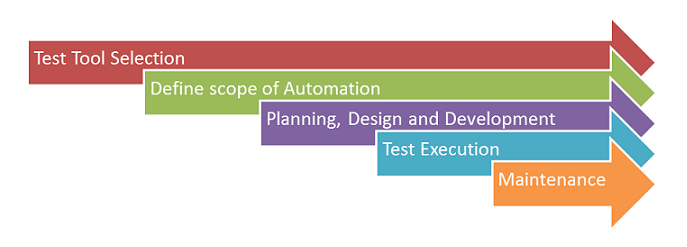 Test Tool Selection
Define scope of Automation
Planning, Design and Development
Test Execution
Maintenance